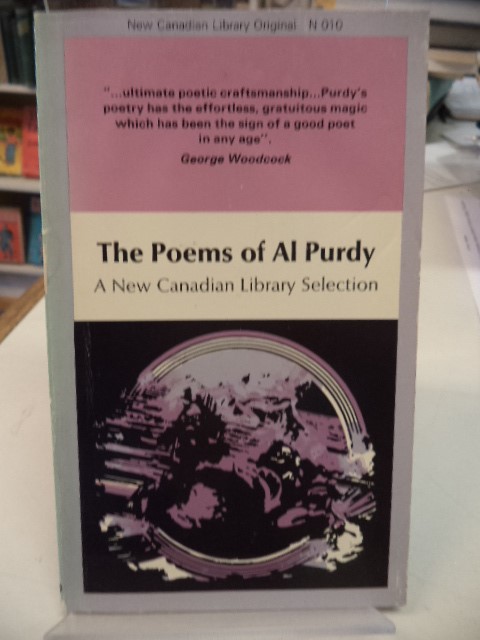 New Canadian Library Original N 010
"...ultimate poetic craftsmanship...Purdy's
poetry has the effortless, gratuitous magic
which has been the sign of a good poet
in any age".
George Woodcock
The Poems of Al Purdy
A New Canadian Library Selection